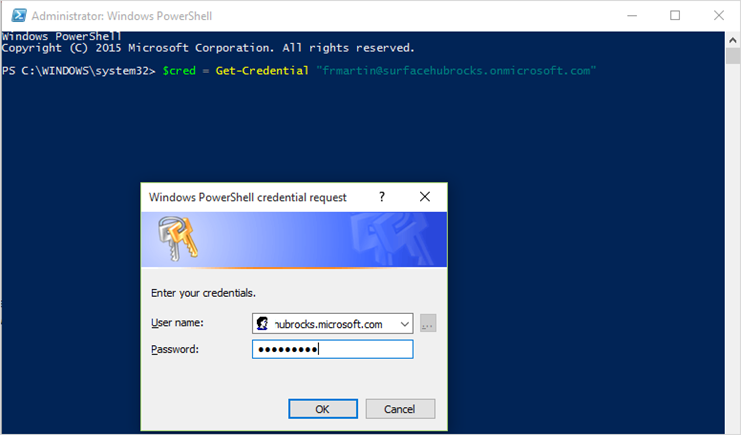 Administrator: Windows PowerShell
Windows PowerShell
Copyright (C) 2015 Microsoft Corporation. All rights reserved.
PS C:\WINDOWS\system32> $cred = Get-Credential "frmartin@surfacehubrocks.onmicrosoft.com"
Windows PowerShell credential request
?
Enter your credentials.
User name:
hubrocks.microsoft.com
...
Password:
●●●●●●●●●
OK
Cancel